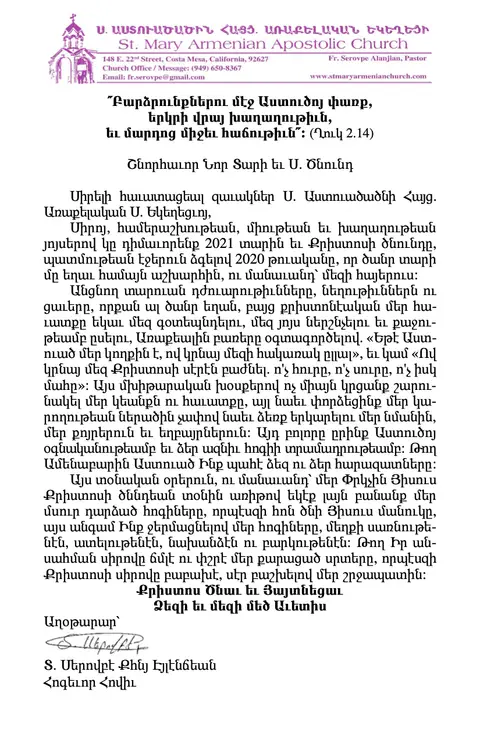 Ս. ԱՍՏՈՒԱԾԱԾԻՆ ՀԱՅՑ. ԱՌԱՔԵԼԱԿԱՆ ԵԿԵՂԵՑԻ
St. Mary Armenian Apostolic Church
148 E. 22nd Street, Costa Mesa, California, 92627
Fr. Serovpe Alanjian, Pastor
Church Office / Message: (949) 650-8367
Email: fr.serovpe@gmail.com
www.stmaryarmenianchurch.com
"Բարձրունքներու մէջ Աստուծոյ փառք,
երկրի վրայ խաղաղութիւն,
եւ մարդոց միջեւ հաճութիւն": (Ղուկ 2.14)
Շնորհաւոր Նոր Տարի եւ Ս. Ծնունդ
Սիրելի հաւատացեալ զաւակներ Ս. Աստուածածնի Հայց.
Առաքելական Ս. Եկեղեցւոյ,
Սիրոյ, համերաշխութեան, միութեան եւ խաղաղութեան
յոյսերով կը դիմաւորենք 2021 տարին եւ Քրիստոսի ծնունդը,
պատմութեան էջերուն ձգելով 2020 թուականը, որ ծանր տարի
մը եղաւ համայն աշխարհին, ու մանաւանդ՝ մեզի հայերուս:
Անցնող տարուան դժուարութիւնները, նեղութիւներն ու
ցաւերը, որքան ալ ծանր եղան, բայց քրիստոնէական մեր հա-
ւատքը եկաւ մեզ գօտեպնդելու, մեզ յոյս ներշնչելու եւ քաջու-
թեամբ ըսելու, Առաքեալին բառերը օգտագործելով. «Եթէ Աստ-
ուած մեր կողքին է, ով կրնայ մեզի հակառակ ըլլալ», եւ կամ «Ով
կրնայ մեզ Քրիստոսի սէրէն բաժնել. ո'չ հուրը, ո'չ սուրը, ո'չ իսկ
մահը»: Այս մխիթարական խօսքերով ոչ միայն կրցանք շարու-
նակել մեր կեանքն ու հաւատքը, այլ նաեւ փորձեցինք մեր կա-
րողութեան ներածին չափով նաեւ ձեռք երկարելու մեր նմանին,
մեր քոյրերուն եւ եղբայրներուն: Այդ բոլորը ըրինք Աստուծոյ
օգնականութեամբ եւ ձեր ազնիւ հոգիի տրամադրութեամբ: Թող
Ամենաբարին Աստուած Ինք պահէ ձեզ ու ձեր հարազատները:
Այս տօնական օրերուն, ու մանաւանդ՝ մեր Փրկչին Յիսուս
Քրիստոսի ծննդեան տօնին առիթով եկէք լայն բանանք մեր
մսուր դարձած հոգիները, որպէսզի հոն ծնի Յիսուս մանուկը,
այս անգամ Ինք ջերմացնելով մեր հոգիները, մեղքի սառնութե-
նէն, ատելութենէն, նախանձէն ու բարկութենէն: Թող Իր ան-
սահման սիրովը ճմլէ ու փշրէ մեր քարացած սրտերը, որպէսզի
Քրիստոսի սիրովը բաբախէ, սէր բաշխելով մեր շրջապատին:
Քրիստոս Ծնաւ եւ Յայտնեցաւ
Ձեզի եւ մեզի մեծ Աւետիս
Աղօթարար՝
Տ. Սերովբէ Քհնյ Էյլէնճեան
Հոգեւոր Հովիւ